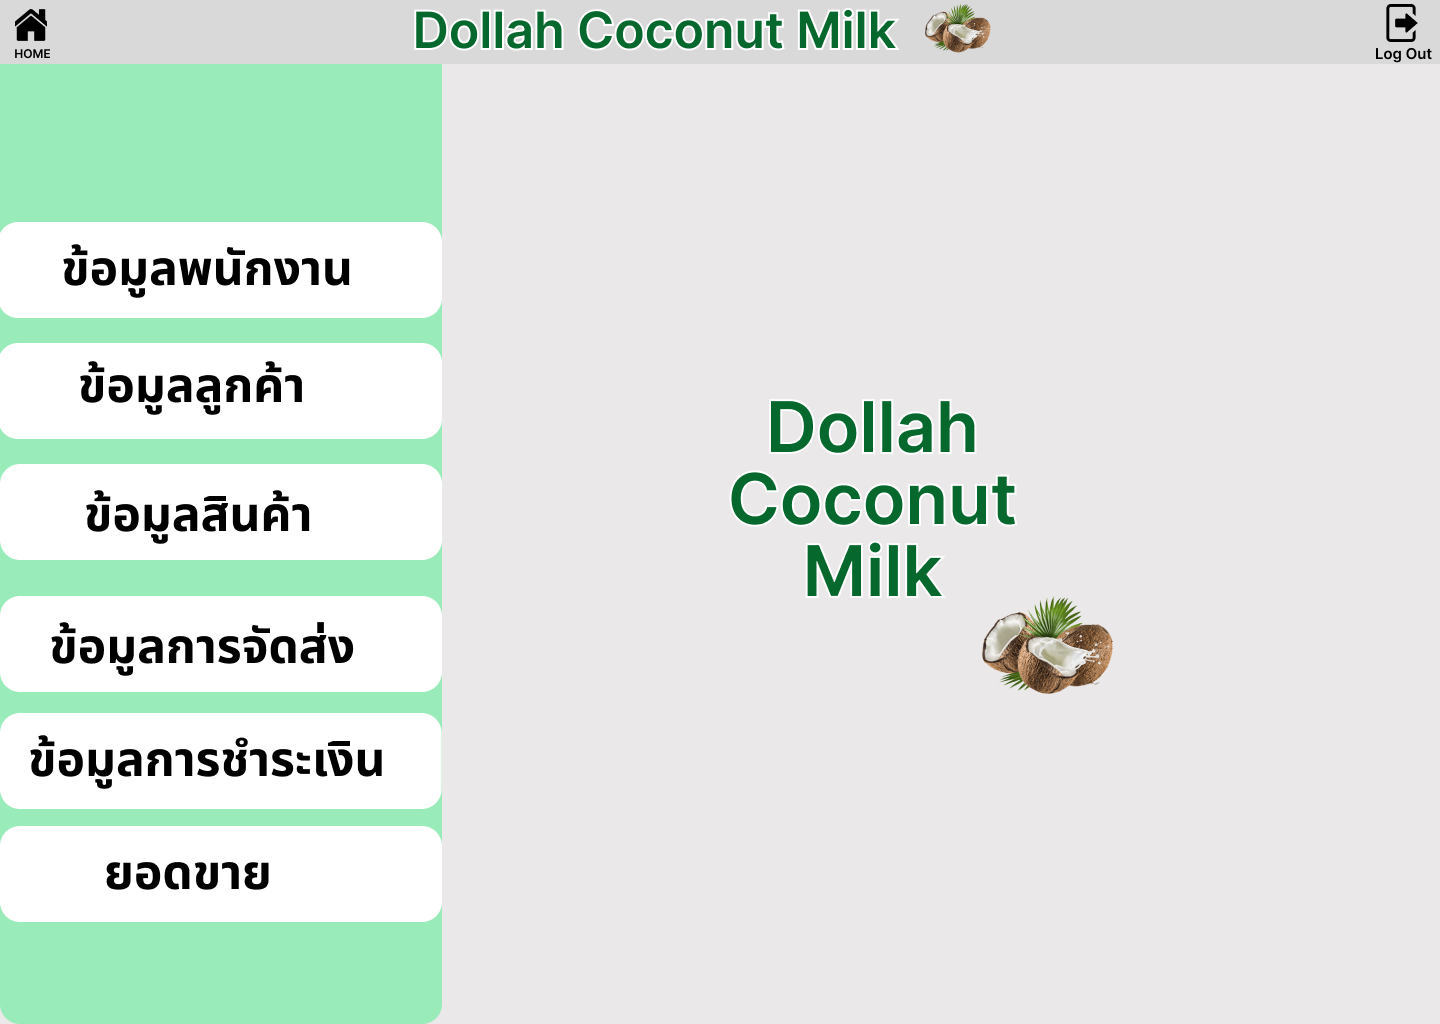 HOME
Dollah Coconut Milk
Log Out
ข้อมูลพนักงาน
ข้อมูลลูกค้า
ข้อมูลสินค้า
ข้อมูลการจัดส่ง
ข้อมูลการชำระเงิน
ยอดขาย
Dollah
Coconut
Milk